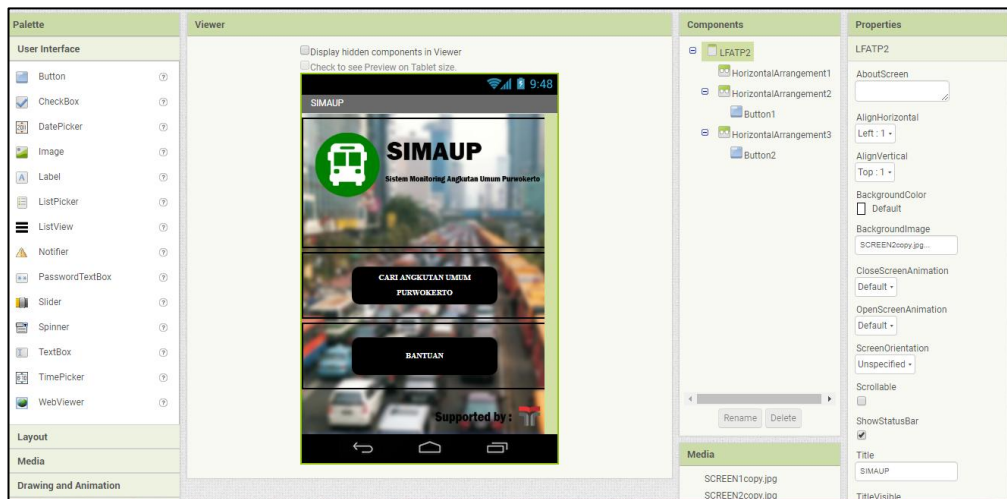 Palette
User Interface
Button
CheckBox
DatePicker
Image
Label
ListPicker
ListView
Notifier
PasswordTextBox
Slider
Spinner
TextBox
TimePicker
WebViewer
Layout
Media
Drawing and Animation
Viewer
Display hidden components in Viewer
Check to see Preview on Tablet size.
9:48
SIMAUP
SIMAUP
Sistem Monitoring Angkutan Umum Purwokerto
CARI ANGKUTAN UMUM
PURWOKERTO
BANTUAN
Supported by :
Components
LFATP2
HorizontalArrangement1
HorizontalArrangement2
Button1
HorizontalArrangement3
Button2
Rename Delete
Media
SCREEN1copy.jpg
SCREEN2copy.jpg
Properties
LFATP2
AboutScreen
AlignHorizontal
Left : 1
AlignVertical
Top : 1
BackgroundColor
Default
BackgroundImage
SCREEN2copy.jpg...
CloseScreenAnimation
Default
OpenScreenAnimation
Default
ScreenOrientation
Unspecified
Scrollable
ShowStatusBar
Title
SIMAUP
TitleVisible